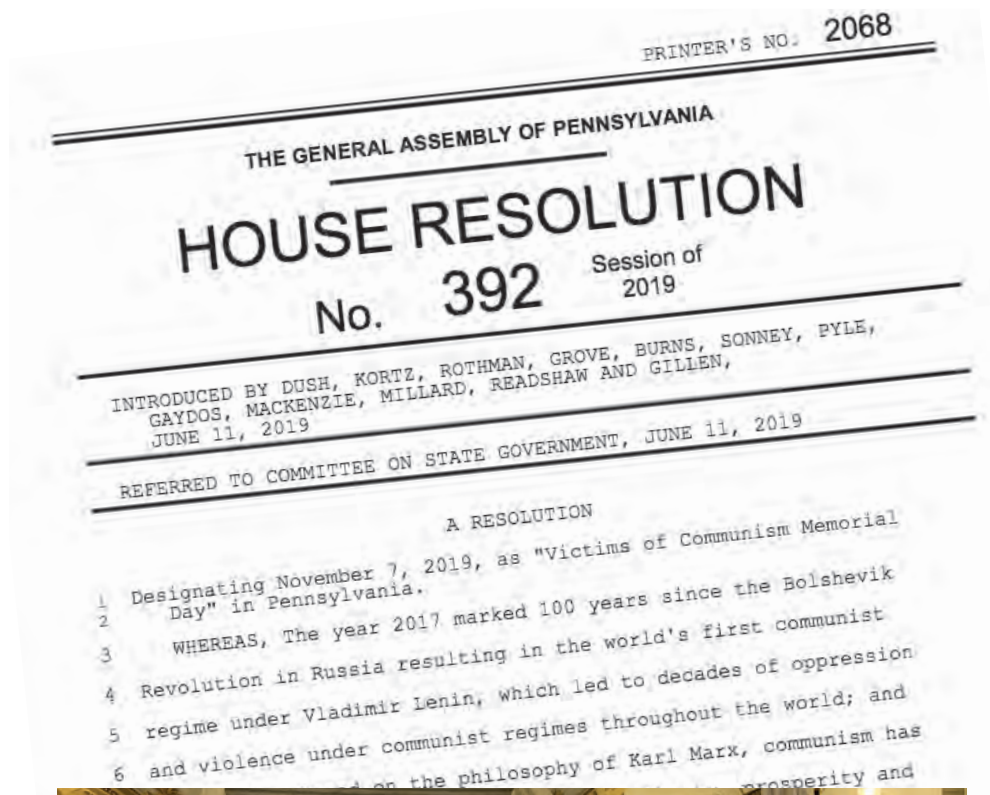 PRINTER'S NO. 2068
THE GENERAL ASSEMBLY OF PENNSYLVANIA
HOUSE RESOLUTION
No. 392 Session of
2019
INTRODUCED BY DUSH, KORTZ, ROTHMAN, GROVE, BURNS, SONNEY, PYLE,
GAYDOS, MACKENZIE, MILLARD, READSHAW AND GILLEN,
JUNE 11, 2019
REFERRED TO COMMITTEE ON STATE GOVERNMENT, JUNE 11, 2019
A RESOLUTION
1 Designating November 7, 2019, as "Victims of Communism Memorial
2 Day" in Pennsylvania.
3 WHEREAS, The year 2017 marked 100 years since the Bolshevik
4 Revolution in Russia resulting in the world's first communist
5 regime under Vladimir Lenin, which led to decades of oppression
6 and violence under communist regimes throughout the world; and
on the philosophy of Karl Marx, communism has
prosperity and